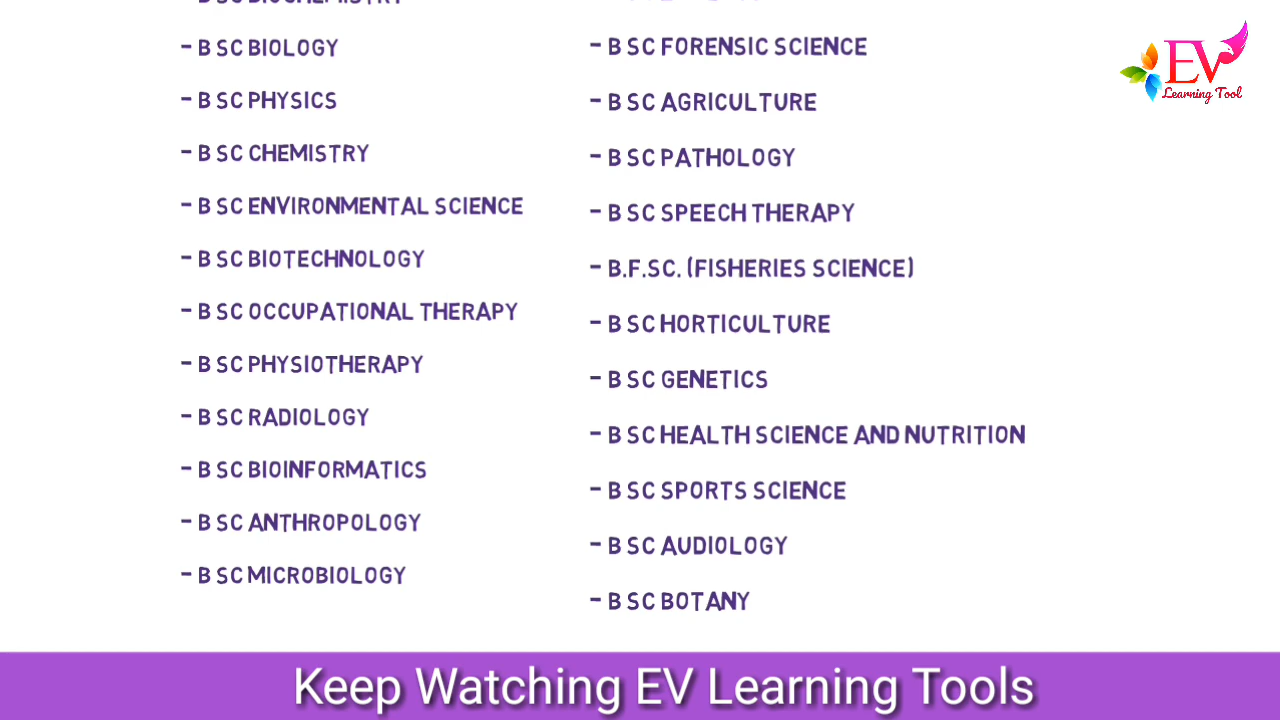 - B SC BIOCHEMISTRY
- B SC BIOLOGY
- B SC PHYSICS
- B SC CHEMISTRY
- B SC ENVIRONMENTAL SCIENCE
- B SC BIOTECHNOLOGY
- B SC OCCUPATIONAL THERAPY
- B SC PHYSIOTHERAPY
- B SC RADIOLOGY
- B SC BIOINFORMATICS
- B SC ANTHROPOLOGY
- B SC MICROBIOLOGY
- B SC FORENSIC SCIENCE
- B SC AGRICULTURE
- B SC PATHOLOGY
- B SC SPEECH THERAPY
- B.F.SC. (FISHERIES SCIENCE)
- B SC HORTICULTURE
- B SC GENETICS
- B SC HEALTH SCIENCE AND NUTRITION
- B SC SPORTS SCIENCE
- B SC AUDIOLOGY
- B SC BOTANY
EV
Learning Tool
Keep Watching EV Learning Tools